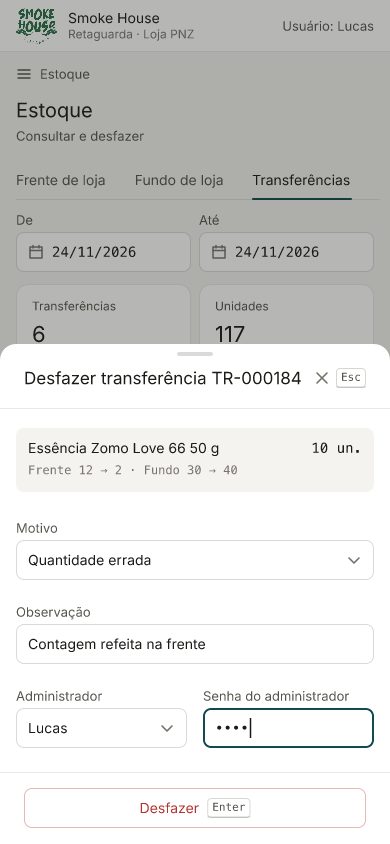 SMOKE
HOUSE
Smoke House
Retaguarda · Loja PNZ
Usuário: Lucas
Estoque
Estoque
Consultar e desfazer
Frente de loja
Fundo de loja
Transferências
De
Até
24/11/2026
24/11/2026
Transferências
Unidades
6
117
Desfazer transferência TR-000184
Esc
Essência Zomo Love 66 50 g
10 un.
Frente 12 → 2 · Fundo 30 → 40
Motivo
Quantidade errada
Observação
Contagem refeita na frente
Administrador
Senha do administrador
Lucas
••••
Desfazer
Enter